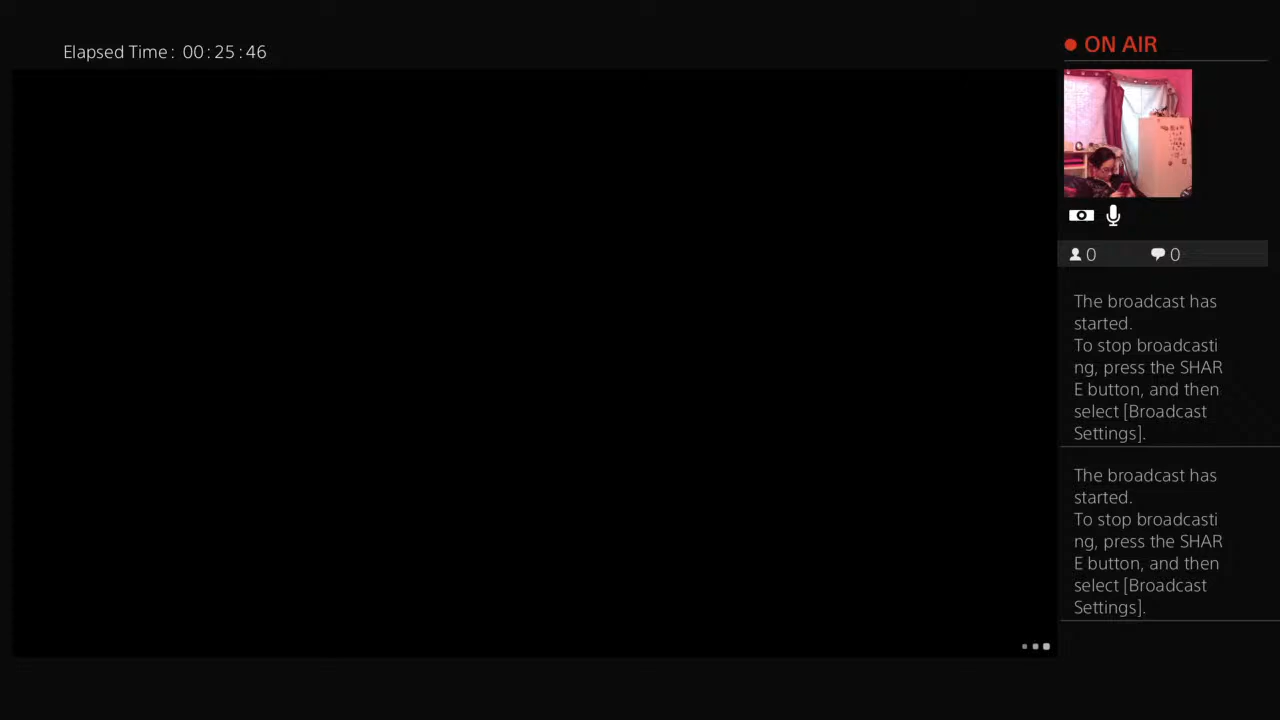 Elapsed Time: 00:25:46
ON AIR
0 0
The broadcast has
started.
To stop broadcasti
ng, press the SHAR
E button, and then
select [Broadcast
Settings].
The broadcast has
started.
To stop broadcasti
ng, press the SHAR
E button, and then
select [Broadcast
Settings].